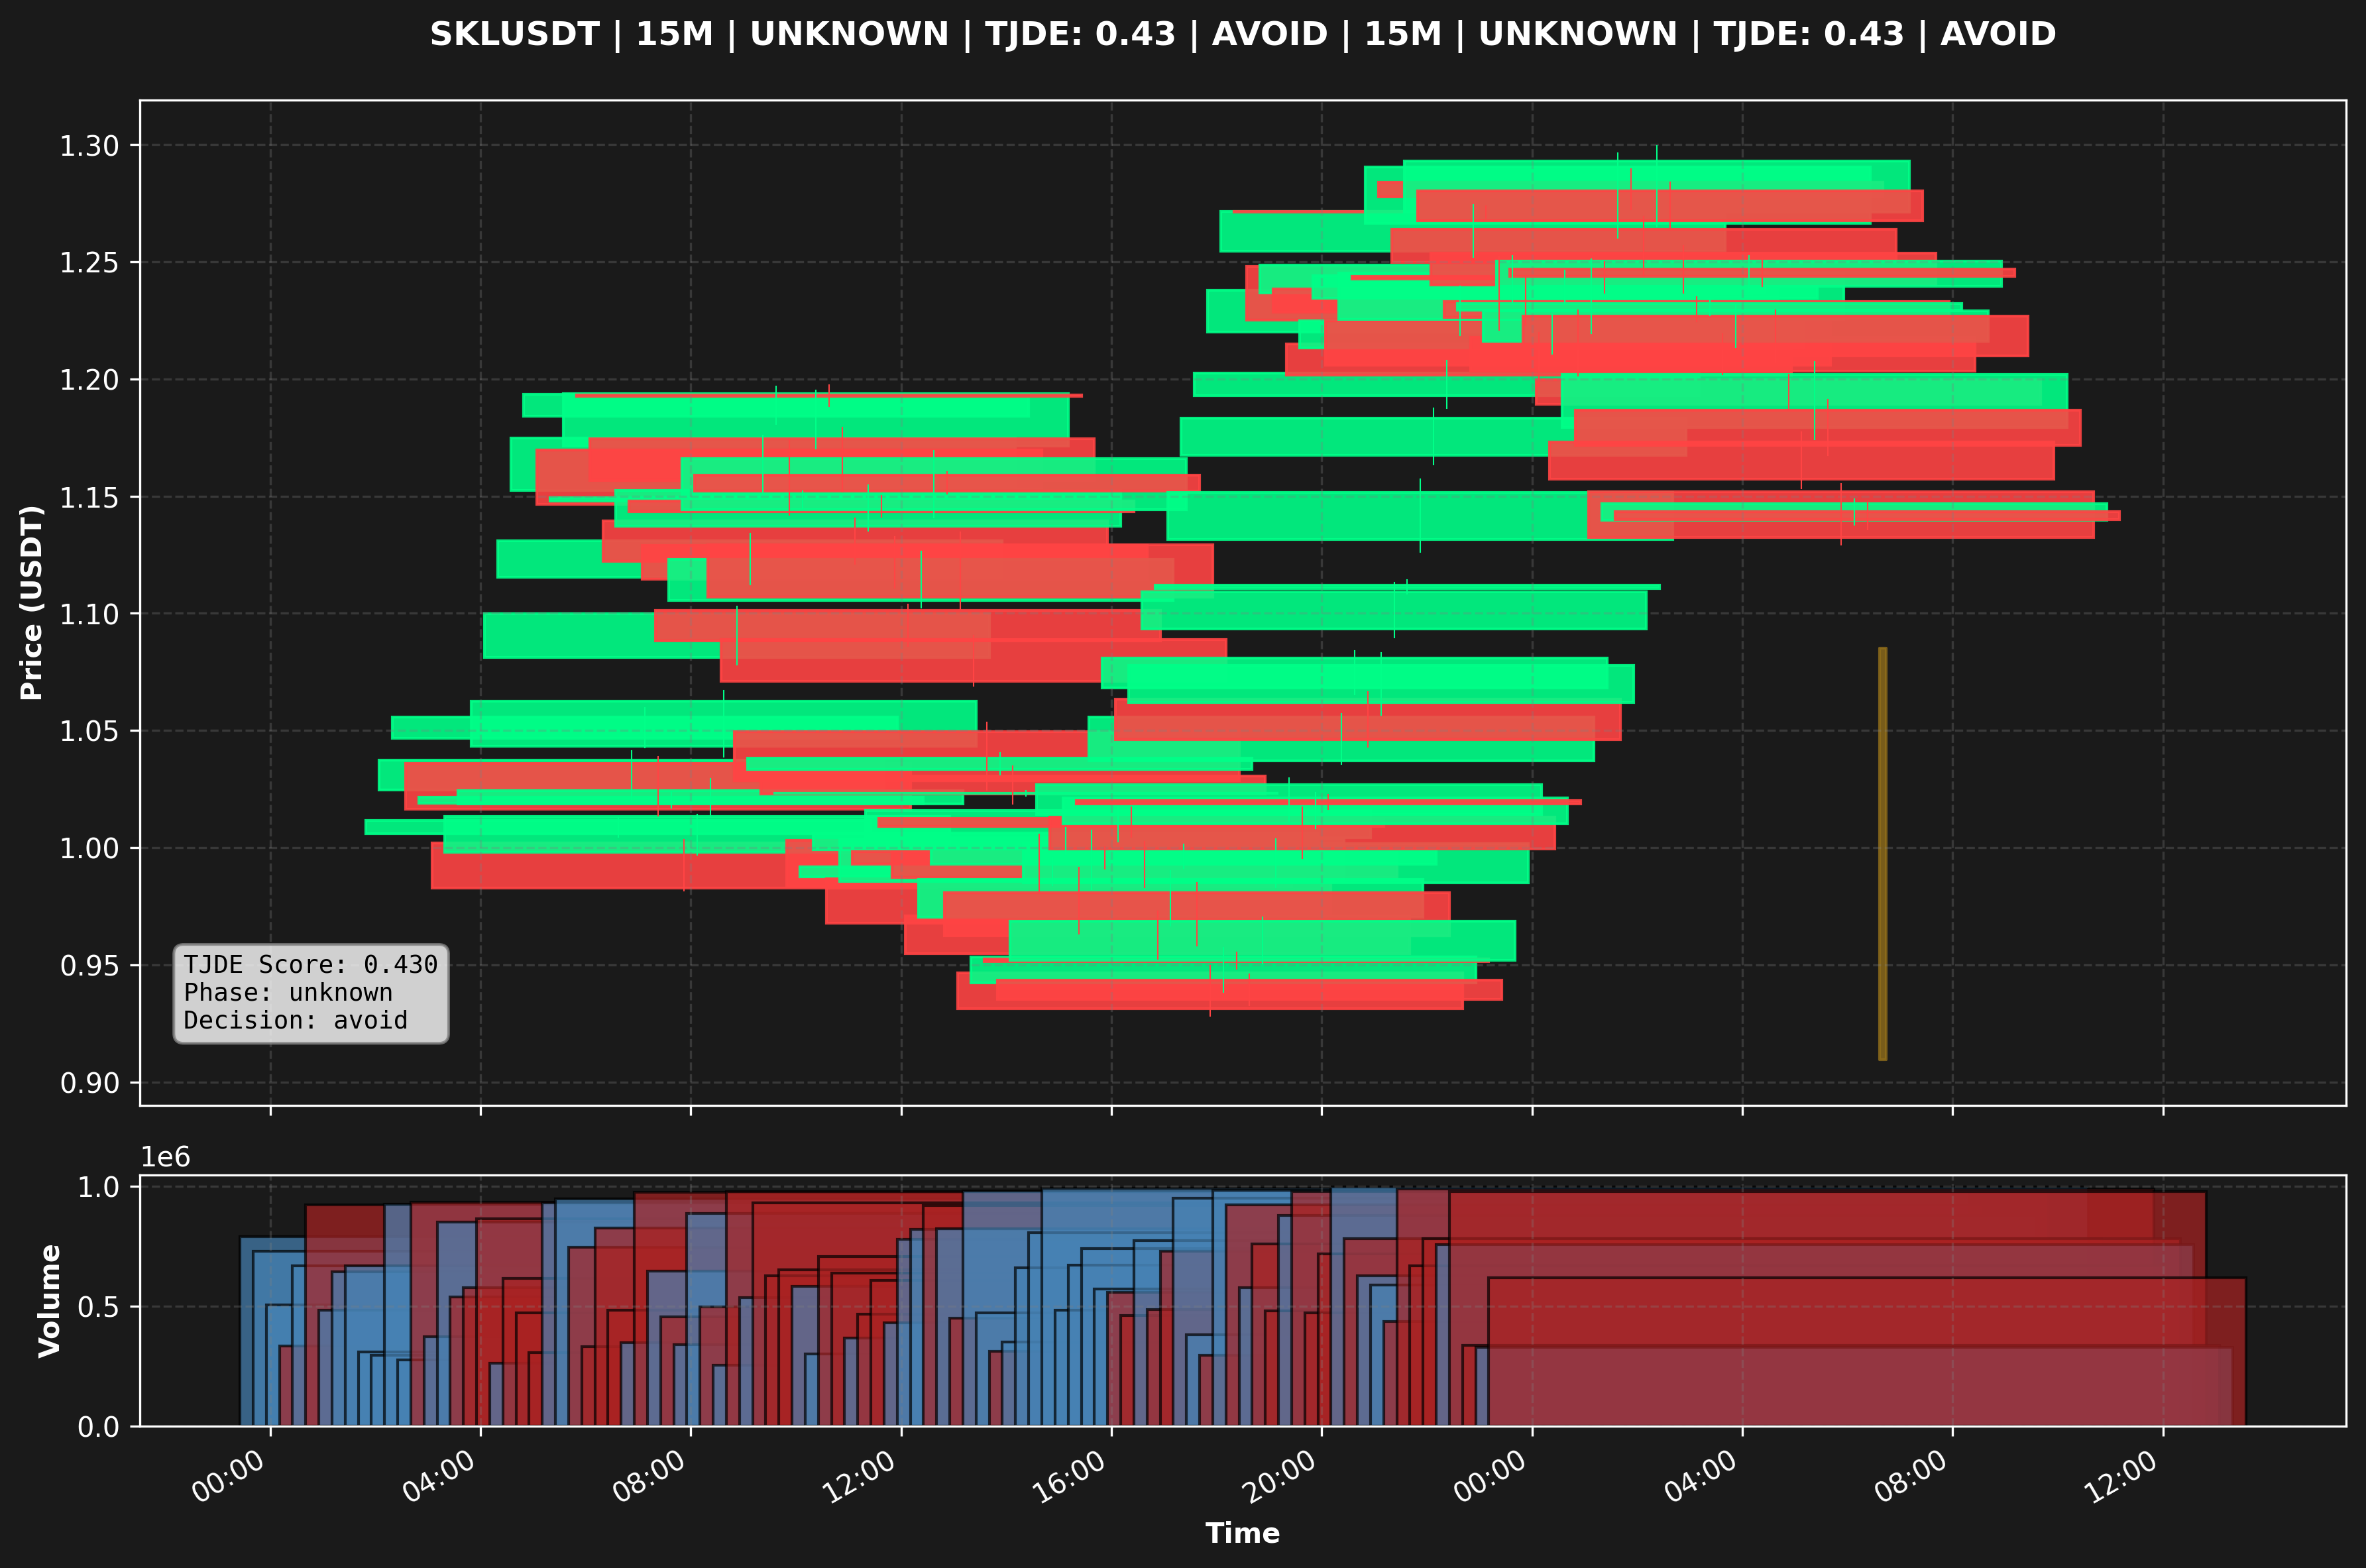 SKLUSDT | 15M | UNKNOWN | TJDE: 0.43 | AVOID | 15M | UNKNOWN | TJDE: 0.43 | AVOID
Price (USDT)
1.30
1.25
1.20
1.15
1.10
1.05
1.00
0.95
0.90
TJDE Score: 0.430
Phase: unknown
Decision: avoid
1e6
Volume
1.0
0.5
0.0
00:00 04:00 08:00 12:00 16:00 20:00 00:00 04:00 08:00 12:00
Time